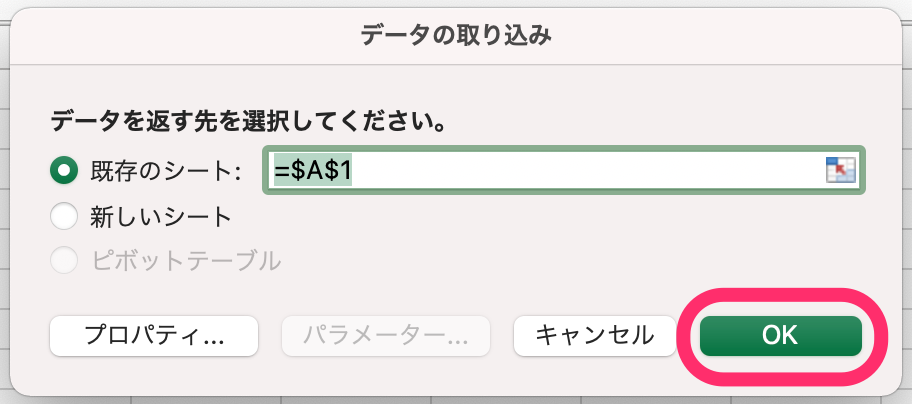 データの取り込み
データを返す先を選択してください。
既存のシート: =$A$1
新しいシート
ピボットテーブル
プロパティ... パラメーター... キャンセル OK